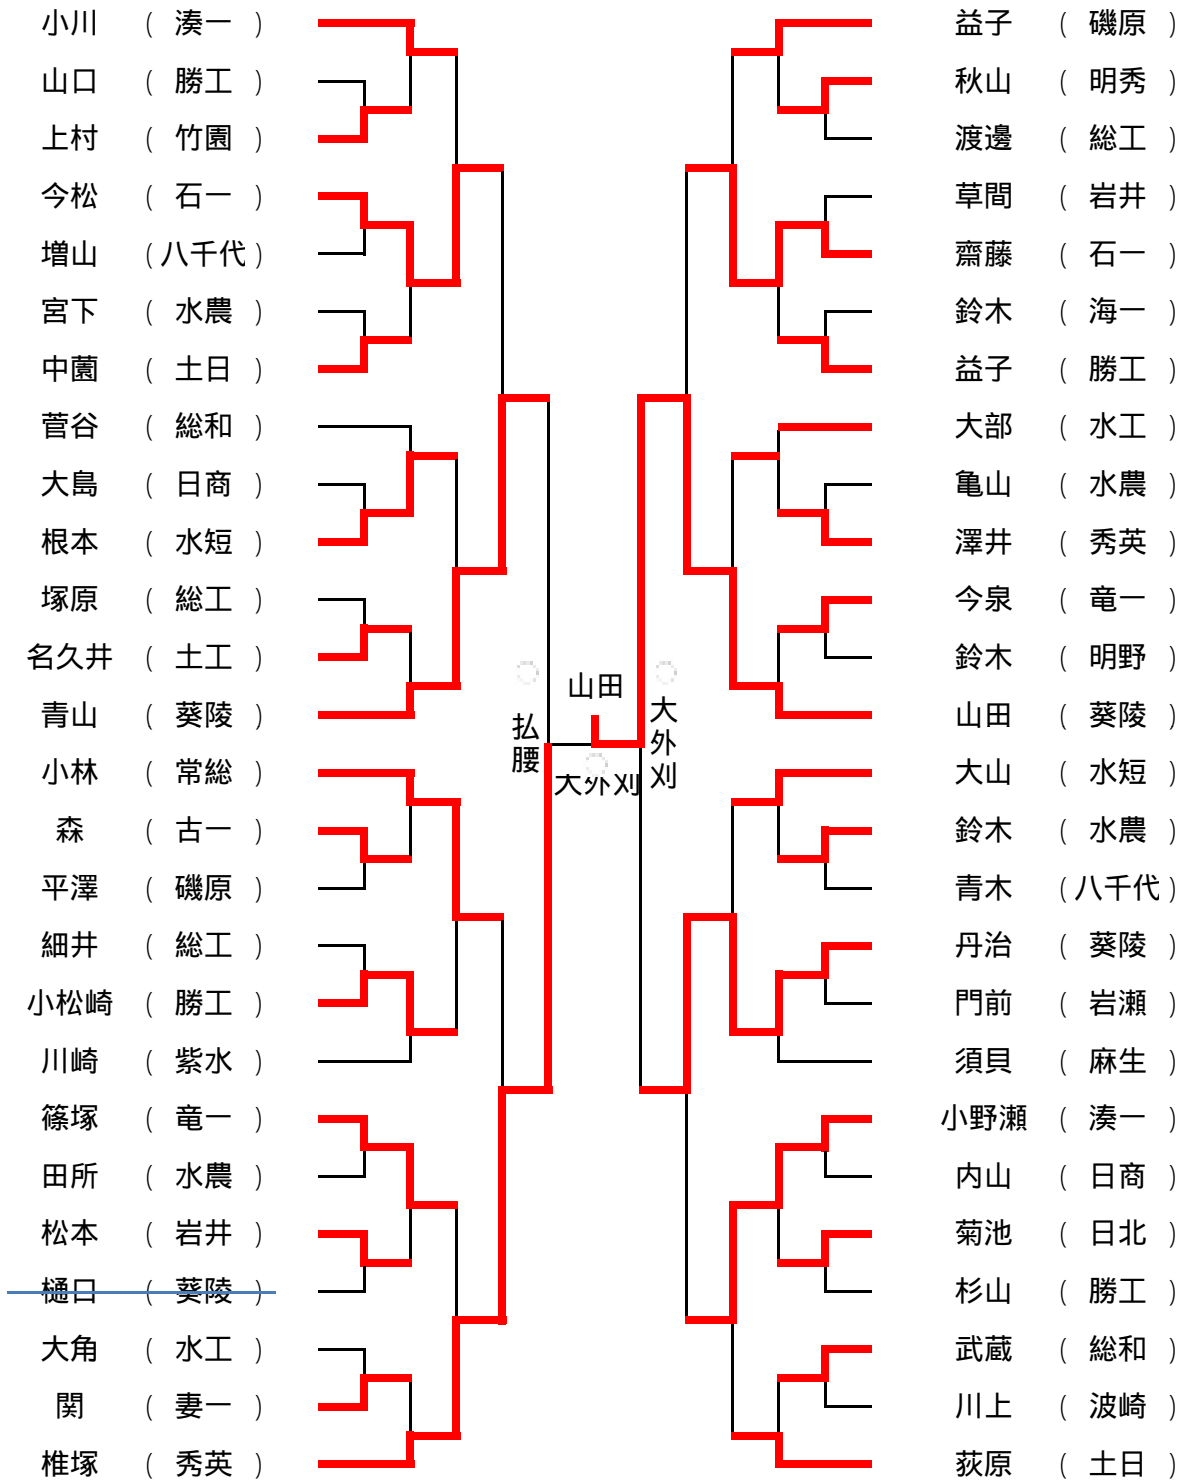 小川 ( 湊一 )
山口 ( 勝工 )
上村 ( 竹園 )
今松 ( 石一 )
増山 ( 八千代 )
宮下 ( 水農 )
中薗 ( 土日 )
菅谷 ( 総和 )
大島 ( 日商 )
根本 ( 水短 )
塚原 ( 総工 )
名久井 ( 土工 )
青山 ( 葵陵 )
小林 ( 常総 )
森 ( 古一 )
平澤 ( 磯原 )
細井 ( 総工 )
小松崎 ( 勝工 )
川崎 ( 紫水 )
篠塚 ( 竜一 )
田所 ( 水農 )
松本 ( 岩井 )
樋口 ( 葵陵 )
大角 ( 水工 )
関 ( 妻一 )
椎塚 ( 秀英 )
払腰
山田
大外刈
大外刈
益子 ( 磯原 )
秋山 ( 明秀 )
渡邊 ( 総工 )
草間 ( 岩井 )
齋藤 ( 石一 )
鈴木 ( 海一 )
益子 ( 勝工 )
大部 ( 水工 )
亀山 ( 水農 )
澤井 ( 秀英 )
今泉 ( 竜一 )
鈴木 ( 明野 )
山田 ( 葵陵 )
大山 ( 水短 )
鈴木 ( 水農 )
青木 ( 八千代 )
丹治 ( 葵陵 )
門前 ( 岩瀬 )
須貝 ( 麻生 )
小野瀬 ( 湊一 )
内山 ( 日商 )
菊池 ( 日北 )
杉山 ( 勝工 )
武蔵 ( 総和 )
川上 ( 波崎 )
荻原 ( 土日 )